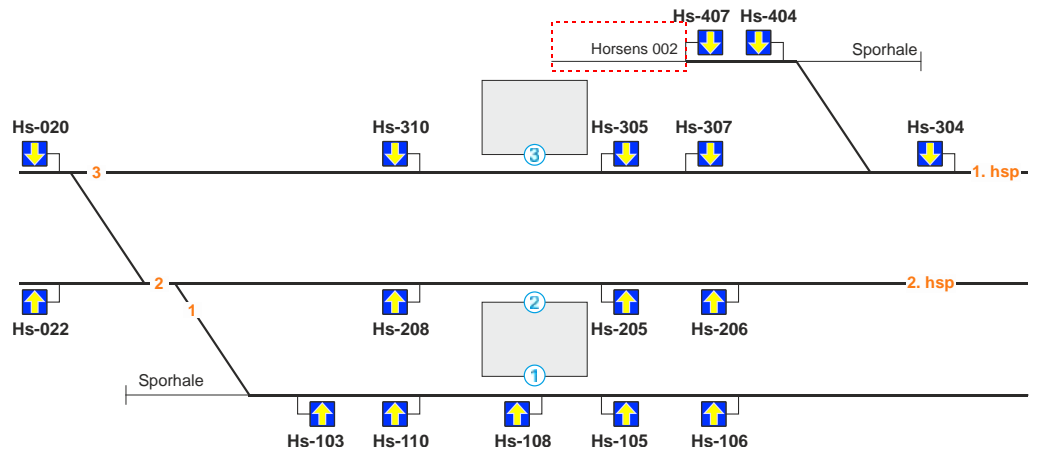 Hs-407
Hs-404
Horsens 002
Sporhale
Hs-020
Hs-310
Hs-305
Hs-307
Hs-304
3
3
1. hsp
2
2. hsp
1
2
Hs-022
Hs-208
Hs-205
Hs-206
Sporhale
1
Hs-103
Hs-110
Hs-108
Hs-105
Hs-106